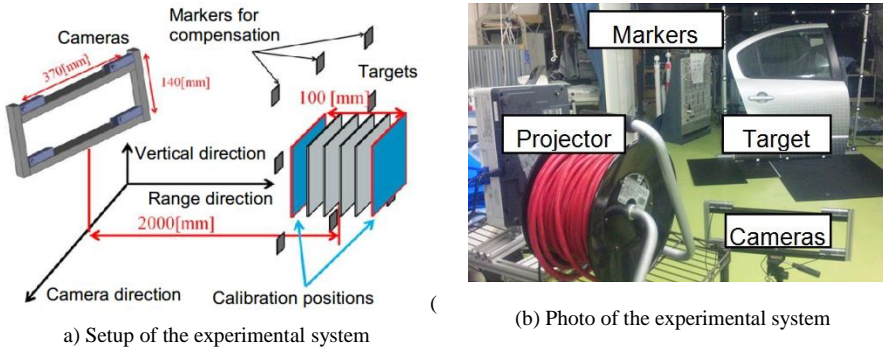 Markers for
compensation
Cameras
370[mm]
140[mm]
Targets
100 [mm]
Vertical direction
Range direction
2000[mm]
Camera direction
Calibration positions
(
a) Setup of the experimental system
Markers
Projector
Target
Cameras
(b) Photo of the experimental system